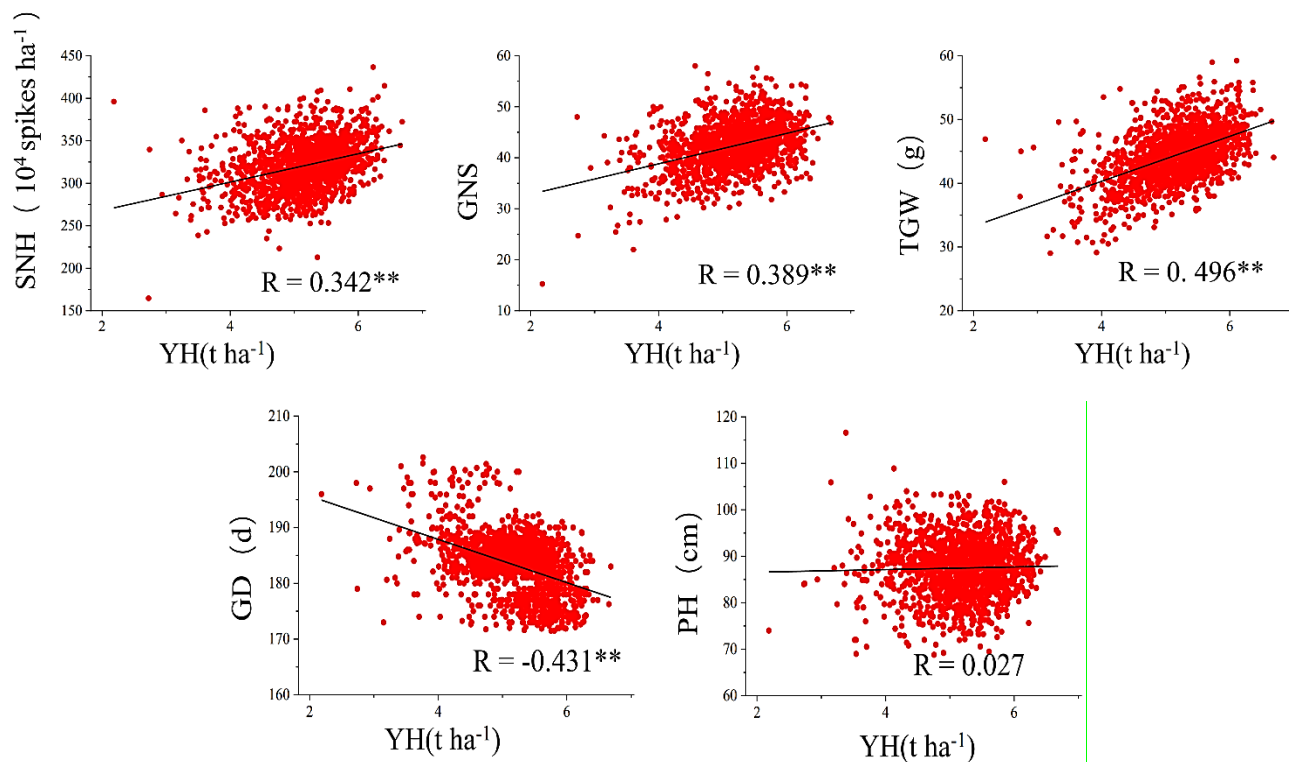 SNH ( 10⁴ spikes ha⁻¹)
450
400
350
300
250
200
150
R = 0.342**
2 4 6
YH(t ha⁻¹)
GNS
60
50
40
30
20
10
R = 0.389**
2 4 6
YH(t ha⁻¹)
TGW (g)
60
50
40
30
20
R = 0. 496**
2 4 6
YH(t ha⁻¹)
GD (d)
210
200
190
180
170
160
R = -0.431**
2 4 6
YH(t ha⁻¹)
PH (cm)
120
110
100
90
80
70
60
R = 0.027
2 4 6
YH(t ha⁻¹)